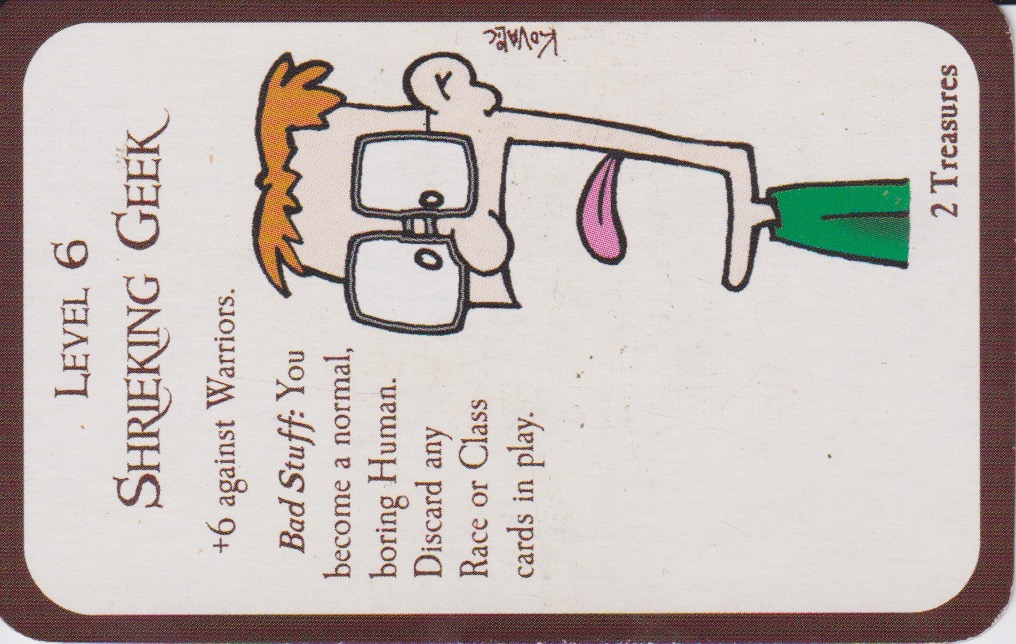 LEVEL 6
SHRIEKING GEEK
+6 against Warriors.
Bad Stuff: You
become a normal,
boring Human.
Discard any
Race or Class
cards in play.
KOVALIC
2 Treasures